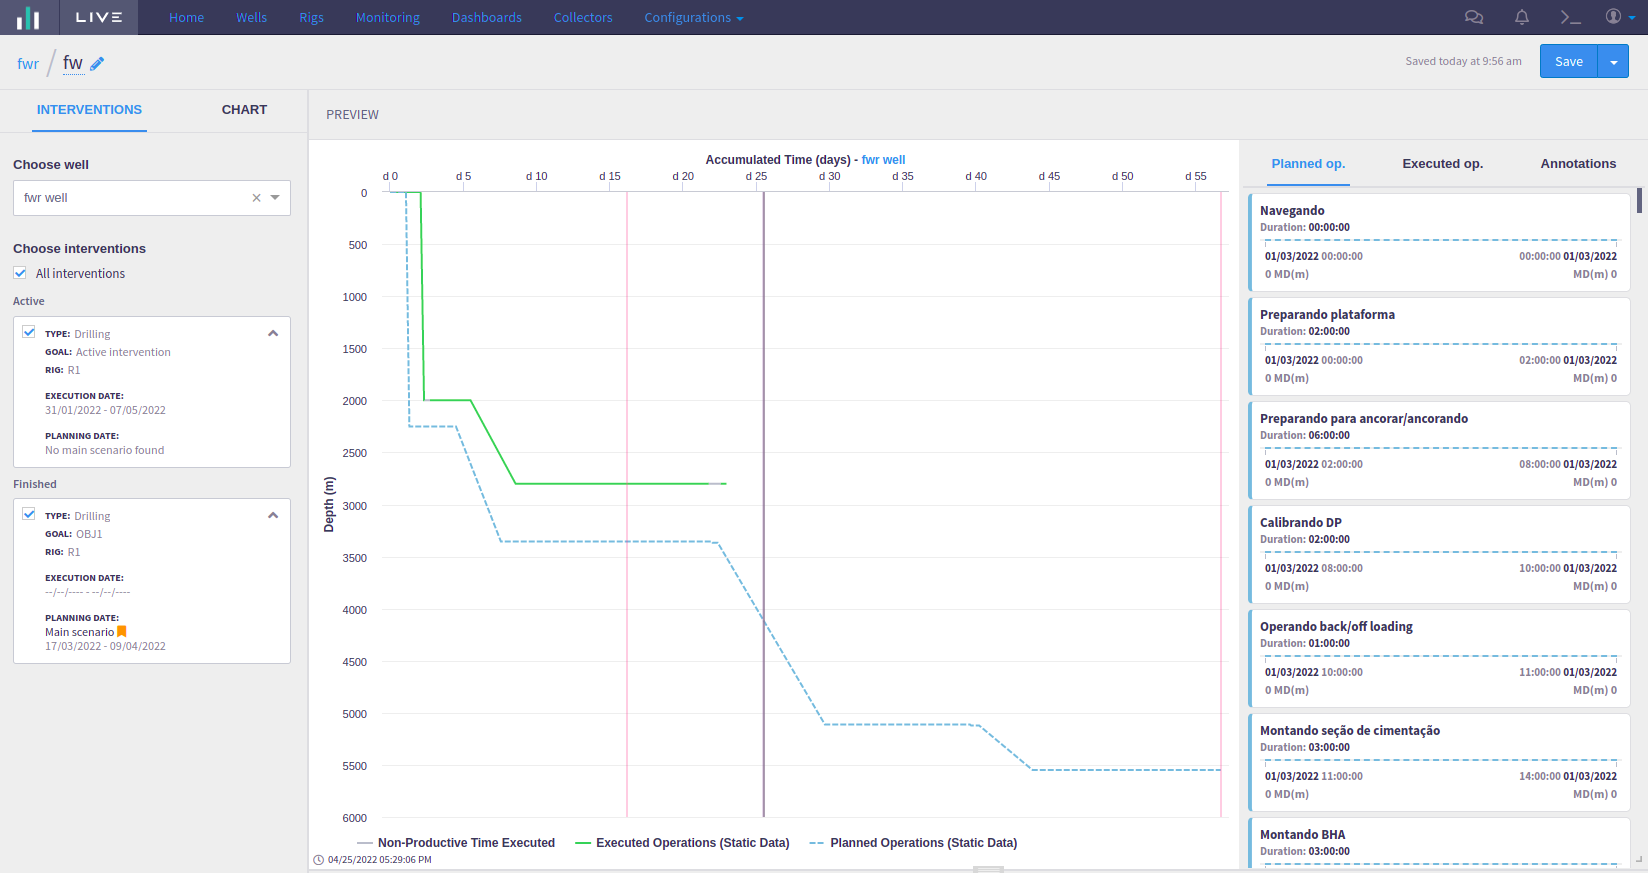 LIVE
Home
Wells
Rigs
Monitoring
Dashboards
Collectors
Configurations
fwr / fw
Saved today at 9:56 am
Save
INTERVENTIONS
CHART
Choose well
fwr well
Choose interventions
All interventions
Active
TYPE: Drilling
GOAL: Active intervention
RIG: R1
EXECUTION DATE:
31/01/2022 - 07/05/2022
PLANNING DATE:
No main scenario found
Finished
TYPE: Drilling
GOAL: OBJ1
RIG: R1
EXECUTION DATE:
--/--/---- - --/--/----
PLANNING DATE:
Main scenario
17/03/2022 - 09/04/2022
PREVIEW
Accumulated Time (days) - fwr well
d 0
d 5
d 10
d 15
d 20
d 25
d 30
d 35
d 40
d 45
d 50
d 55
0
500
1000
1500
2000
2500
3000
3500
4000
4500
5000
5500
6000
Depth (m)
Non-Productive Time Executed
Executed Operations (Static Data)
Planned Operations (Static Data)
04/25/2022 05:29:06 PM
Planned op.
Executed op.
Annotations
Navegando
Duration: 00:00:00
01/03/2022 00:00:00
00:00:00 01/03/2022
0 MD(m)
MD(m) 0
Preparando plataforma
Duration: 02:00:00
01/03/2022 00:00:00
02:00:00 01/03/2022
0 MD(m)
MD(m) 0
Preparando para ancorar/ancorando
Duration: 06:00:00
01/03/2022 02:00:00
08:00:00 01/03/2022
0 MD(m)
MD(m) 0
Calibrando DP
Duration: 02:00:00
01/03/2022 08:00:00
10:00:00 01/03/2022
0 MD(m)
MD(m) 0
Operando back/off loading
Duration: 01:00:00
01/03/2022 10:00:00
11:00:00 01/03/2022
0 MD(m)
MD(m) 0
Montando seção de cimentação
Duration: 03:00:00
01/03/2022 11:00:00
14:00:00 01/03/2022
0 MD(m)
MD(m) 0
Montando BHA
Duration: 03:00:00